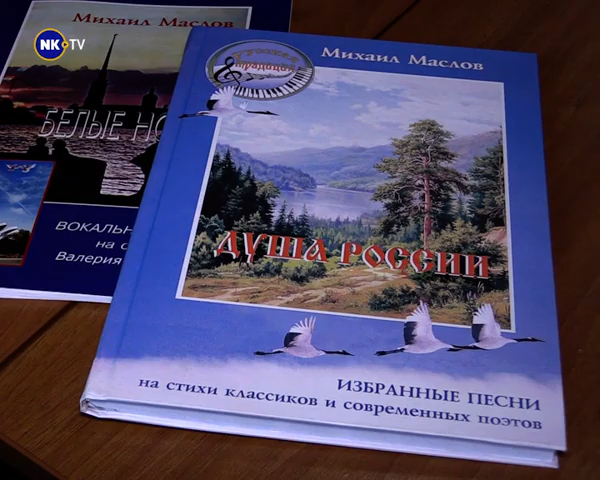 NK TV
Михаил Маслов
БЕЛЫЕ
ВОКАЛЬН
на с
Валерия
Михаил Маслов
ДУША РОССИИ
ИЗБРАННЫЕ ПЕСНИ
на стихи классиков и современных поэтов